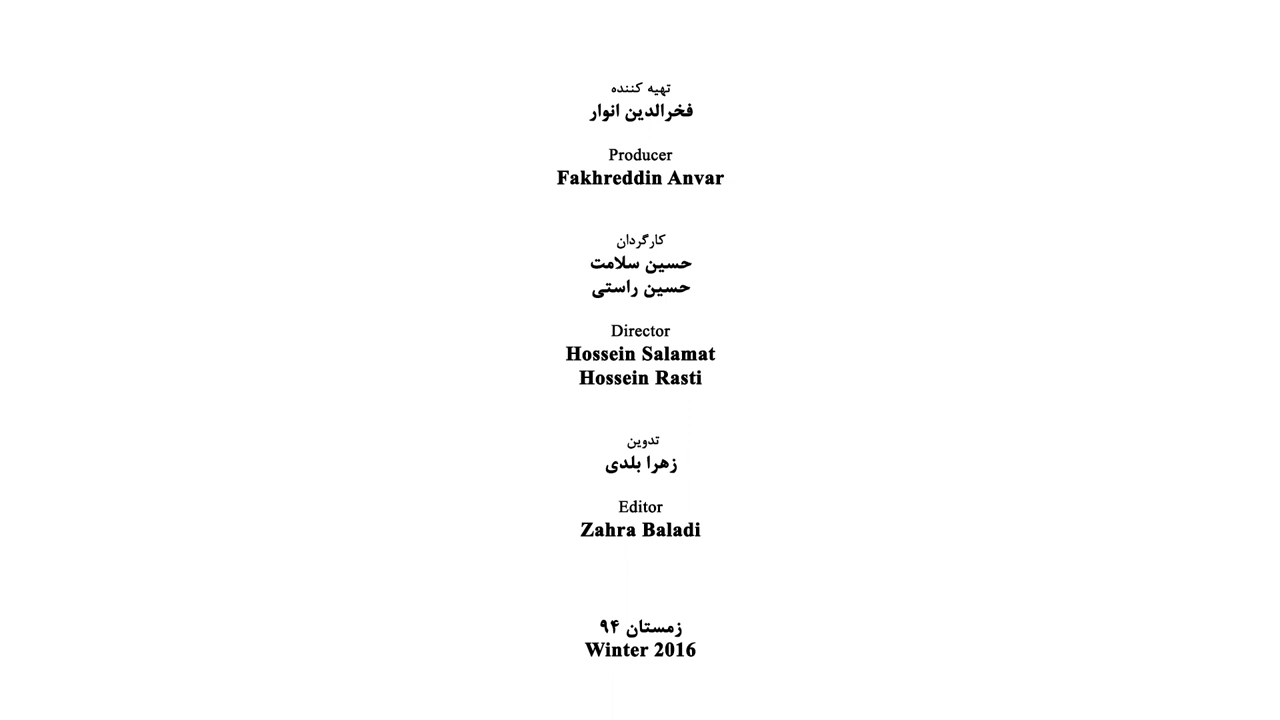 تهیه کننده
فخرالدین انوار
Producer
Fakhreddin Anvar
کارگردان
حسین سلامت
حسین راستی
Director
Hossein Salamat
Hossein Rasti
تدوین
زهرا بلدی
Editor
Zahra Baladi
زمستان ۹۴
Winter 2016